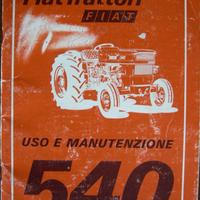 FiatTrattori
FIAT
USO E MANUTENZIONE
540